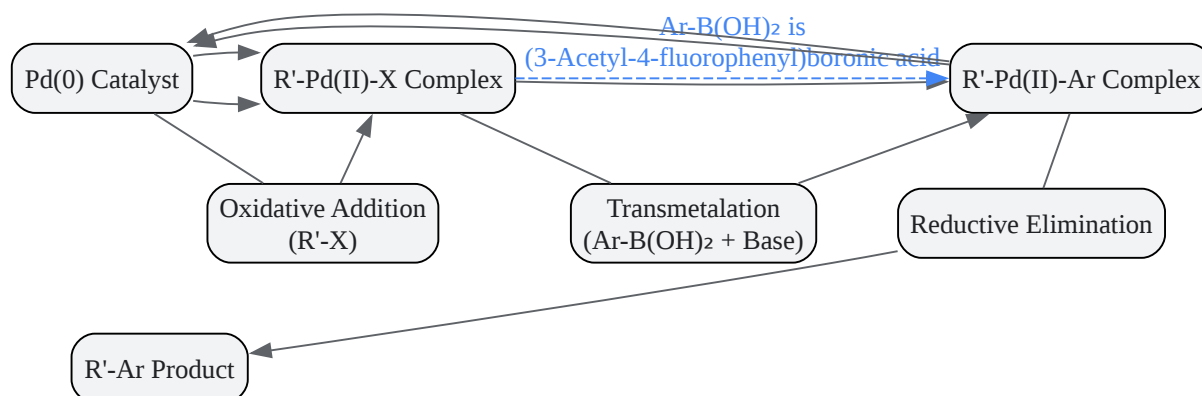 Ar-B(OH)₂ is
(3-Acetyl-4-fluorophenyl)boronic acid
Pd(0) Catalyst
R'-Pd(II)-X Complex
R'-Pd(II)-Ar Complex
Oxidative Addition
(R'-X)
Transmetalation
(Ar-B(OH)₂ + Base)
Reductive Elimination
R'-Ar Product